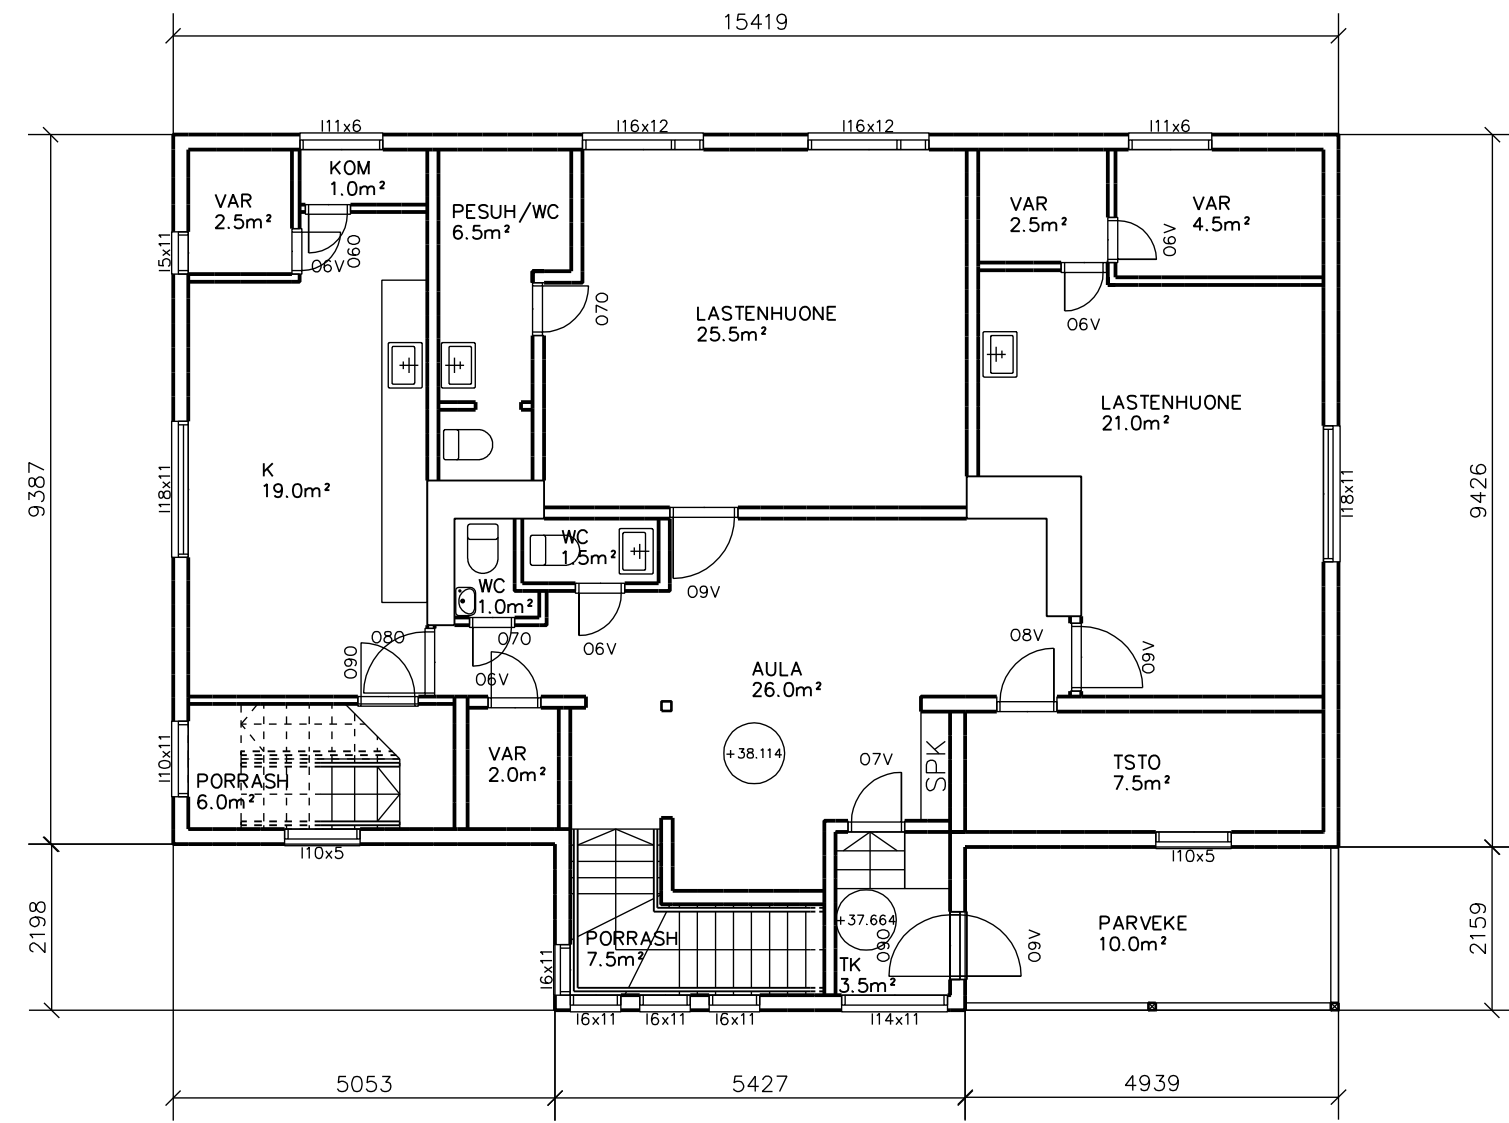 15419
I11x6
I16x12
I16x12
I11x6
KOM
1.0m²
VAR
2.5m²
PESUH/WC
6.5m²
VAR
2.5m²
VAR
4.5m²
I5x11
06V
060
06V
06V
070
LASTENHUONE
25.5m²
LASTENHUONE
21.0m²
9387
K
19.0m²
I18x11
I18x11
9426
WC
1.5m²
WC
1.0m²
09V
080
070
06V
08V
090
06V
09V
AULA
26.0m²
I10x11
PORRASH
6.0m²
VAR
2.0m²
+38.114
07V
SPK
TSTO
7.5m²
I10x5
I10x5
2198
PORRASH
7.5m²
I6x11
+37.664
090
TK
3.5m²
09V
PARVEKE
10.0m²
2159
I6x11
I6x11
I6x11
I14x11
5053
5427
4939